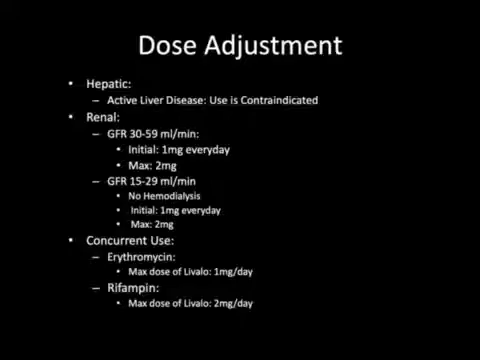 Dose Adjustment
• Hepatic:
– Active Liver Disease: Use is Contraindicated
• Renal:
– GFR 30-59 ml/min:
• Initial: 1mg everyday
• Max: 2mg
– GFR 15-29 ml/min
• No Hemodialysis
• Initial: 1mg everyday
• Max: 2mg
• Concurrent Use:
– Erythromycin:
• Max dose of Livalo: 1mg/day
– Rifampin:
• Max dose of Livalo: 2mg/day